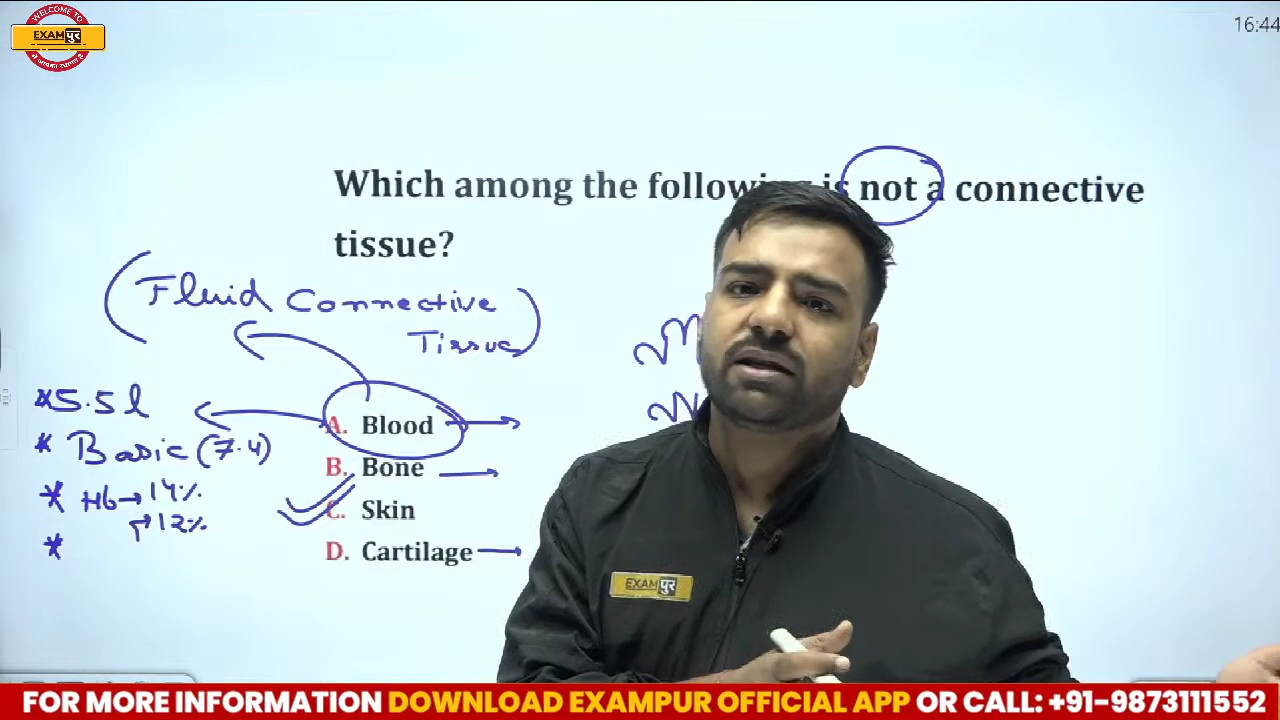 WELCOME TO
EXAMपुर
16:44
Which among the following is not a connective
tissue?
(Fluid Connective
Tissue)
*5.5 l
* Basic (7.4)
* Hb→14%
→12%
*
A. Blood
B. Bone
C. Skin
D. Cartilage
EXAMपुर
FOR MORE INFORMATION DOWNLOAD EXAMPUR OFFICIAL APP OR CALL: +91-9873111552